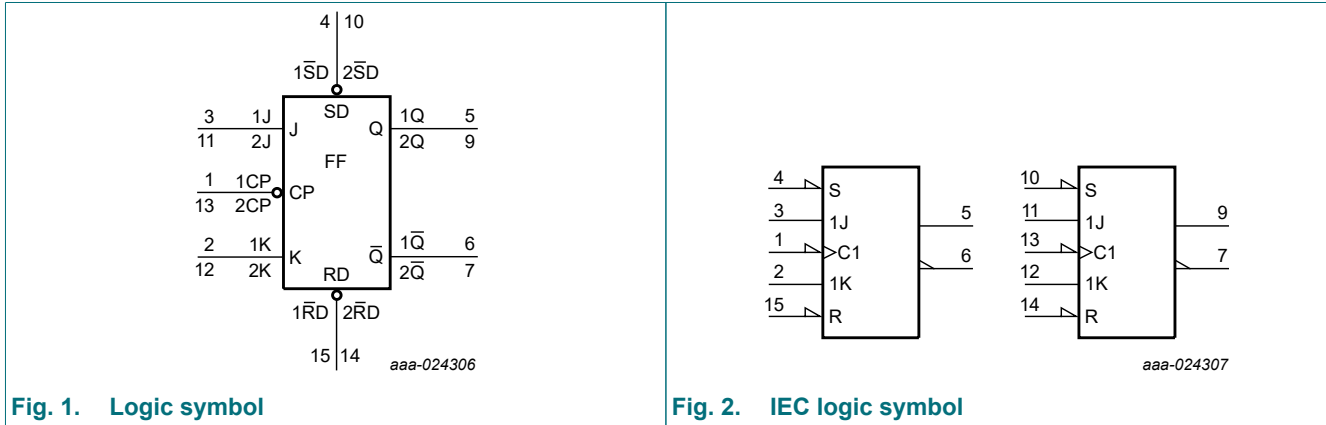 4 10
1S̅D 2S̅D
SD
3 1J J Q 1Q 5
11 2J 2Q 9
FF
1 1CP CP
13 2CP
2 1K K Q̅ 1Q̅ 6
12 2K 2Q̅ 7
RD
1R̅D 2R̅D
15 14
aaa-024306
Fig. 1. Logic symbol
4 S
3 1J 5
1 C1 6
2 1K
15 R
10 S
11 1J 9
13 C1 7
12 1K
14 R
aaa-024307
Fig. 2. IEC logic symbol